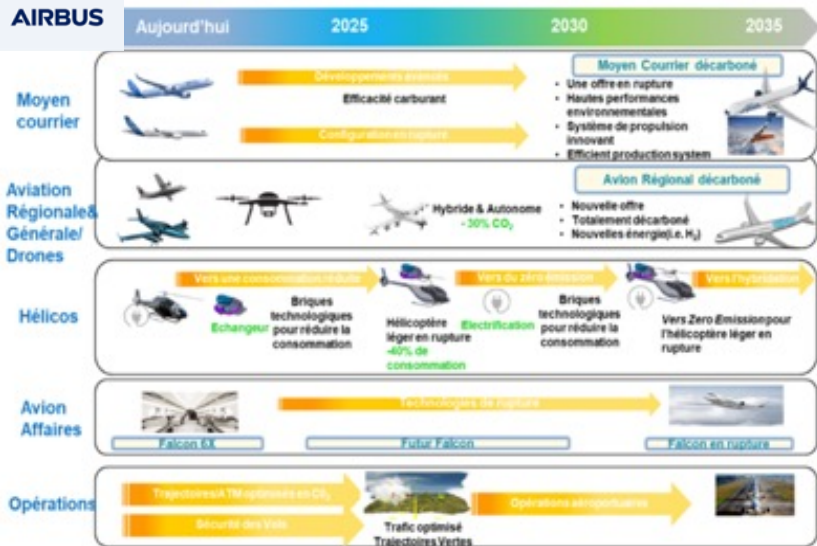 AIRBUS
Aujourd'hui
2025
2030
2035
Moyen
courrier
Développements avancés
Efficacité carburant
Configuration en rupture
Moyen Courrier décarboné
• Une offre en rupture
• Hautes performances
environnementales
• Système de propulsion
innovant
• Efficient production system
Aviation
Régionale&
Générale/
Drones
Hybride & Autonome
- 30% CO₂
Avion Régional décarboné
• Nouvelle offre
• Totalement décarboné
• Nouvelles énergie(i.e. H₂)
Hélicos
Vers une consommation réduite
Echangeur
Briques
technologiques
pour réduire la
consommation
Hélicoptère
léger en rupture
-40% de
consommation
Vers du zéro émission
Electrification
Briques
technologiques
pour réduire la
consommation
Vers l'hybridation
Vers Zero Emission pour
l'hélicoptère léger en
rupture
Avion
Affaires
Technologies de rupture
Falcon 6X
Futur Falcon
Falcon en rupture
Opérations
Trajectoires/ATM optimisés en CO₂
Sécurité des Vols
Trafic optimisé
Trajectoires Vertes
Opérations aéroportuaires